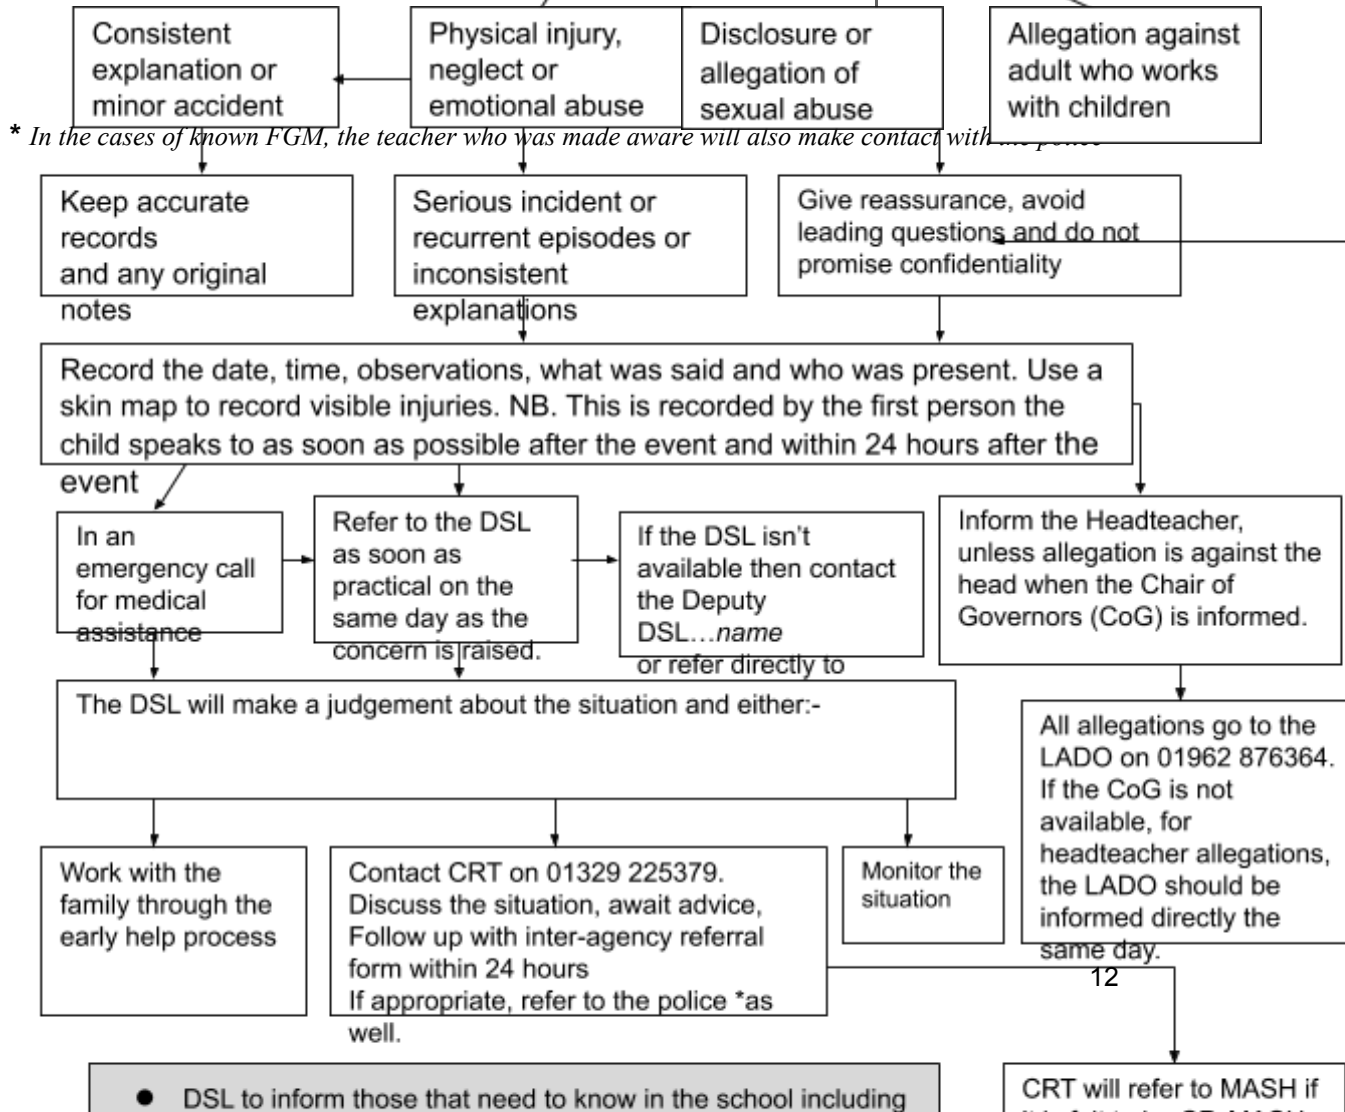 Consistent
explanation or
minor accident
Physical injury,
neglect or
emotional abuse
Disclosure or
allegation of
sexual abuse
Allegation against
adult who works
with children
* In the cases of known FGM, the teacher who was made aware will also make contact with the police
Keep accurate
records
and any original
notes
Serious incident or
recurrent episodes or
inconsistent
explanations
Give reassurance, avoid
leading questions and do not
promise confidentiality
Record the date, time, observations, what was said and who was present. Use a
skin map to record visible injuries. NB. This is recorded by the first person the
child speaks to as soon as possible after the event and within 24 hours after the
event
In an
emergency call
for medical
assistance
Refer to the DSL
as soon as
practical on the
same day as the
concern is raised.
If the DSL isn't
available then contact
the Deputy
DSL...name
or refer directly to
Inform the Headteacher,
unless allegation is against the
head when the Chair of
Governors (CoG) is informed.
The DSL will make a judgement about the situation and either:-
All allegations go to the
LADO on 01962 876364.
If the CoG is not
available, for
headteacher allegations,
the LADO should be
informed directly the
same day.
Work with the
family through the
early help process
Contact CRT on 01329 225379.
Discuss the situation, await advice,
Follow up with inter-agency referral
form within 24 hours
If appropriate, refer to the police *as
well.
Monitor the
situation
12
● DSL to inform those that need to know in the school including
CRT will refer to MASH if